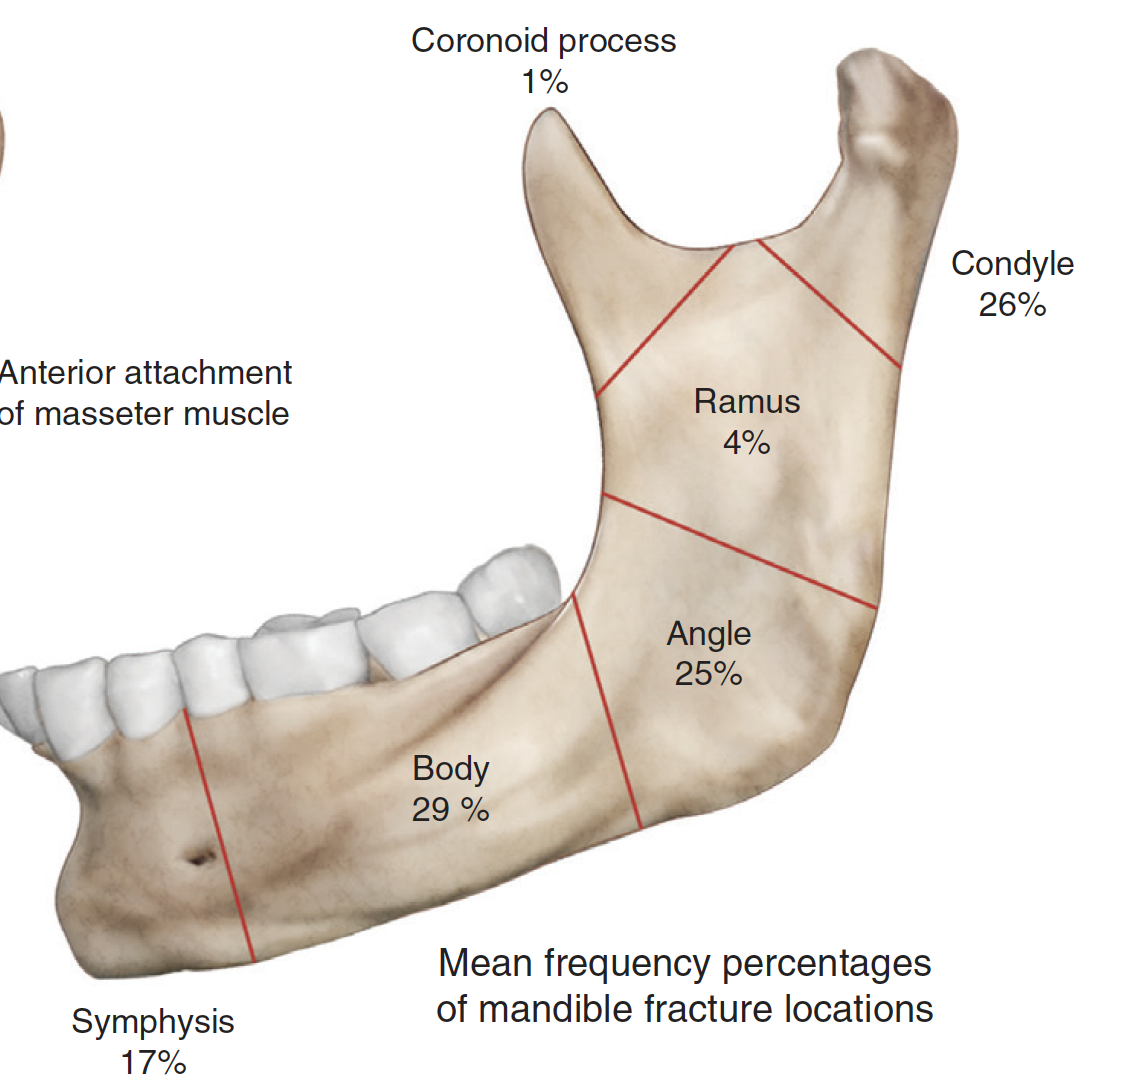 Coronoid process
1%
Condyle
26%
Anterior attachment
of masseter muscle
Ramus
4%
Angle
25%
Body
29 %
Mean frequency percentages
of mandible fracture locations
Symphysis
17%